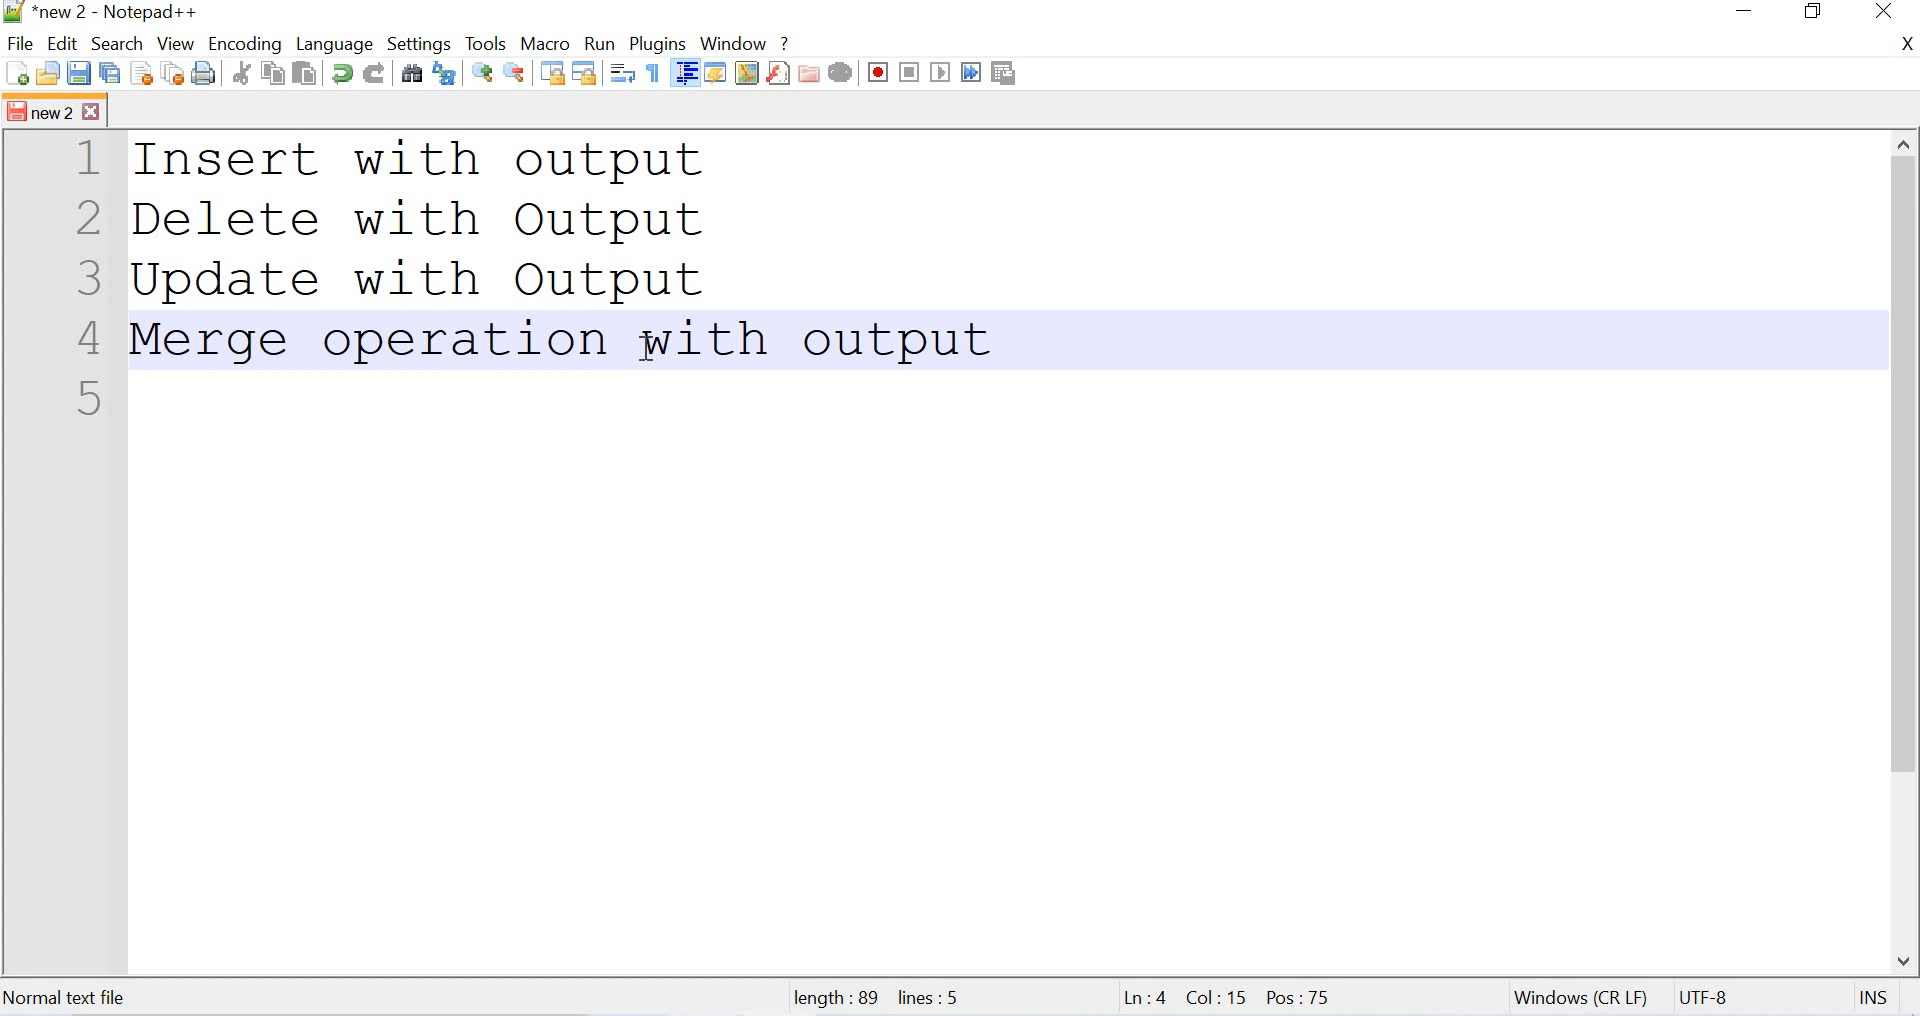 *new 2 - Notepad++
File Edit Search View Encoding Language Settings Tools Macro Run Plugins Window ? X
new 2
1 Insert with output
2 Delete with Output
3 Update with Output
4 Merge operation with output
5
Normal text file length : 89 lines : 5 Ln : 4 Col : 15 Pos : 75 Windows (CR LF) UTF-8 INS